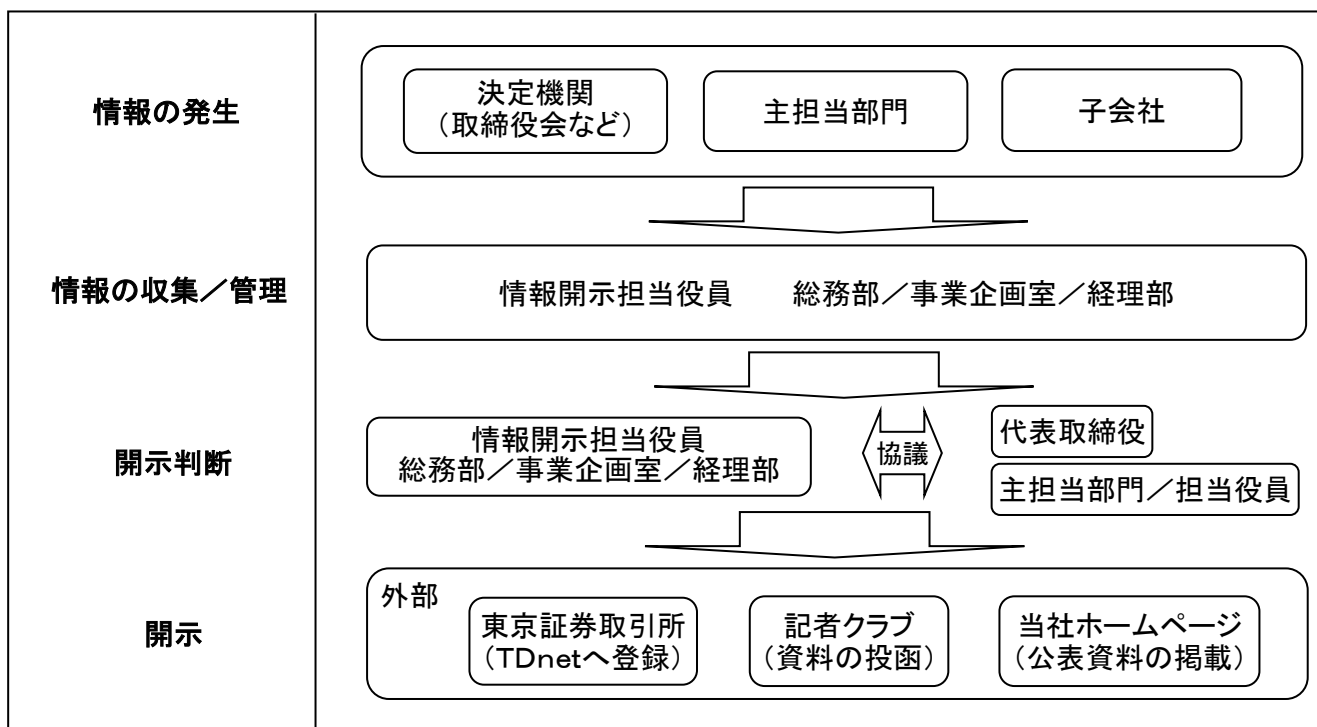 情報の発生
決定機関
(取締役会など)
主担当部門
子会社
情報の収集/管理
情報開示担当役員　　総務部/事業企画室/経理部
開示判断
情報開示担当役員
総務部/事業企画室/経理部
協議
代表取締役
主担当部門/担当役員
開示
外部
東京証券取引所
(TDnetへ登録)
記者クラブ
(資料の投函)
当社ホームページ
(公表資料の掲載)